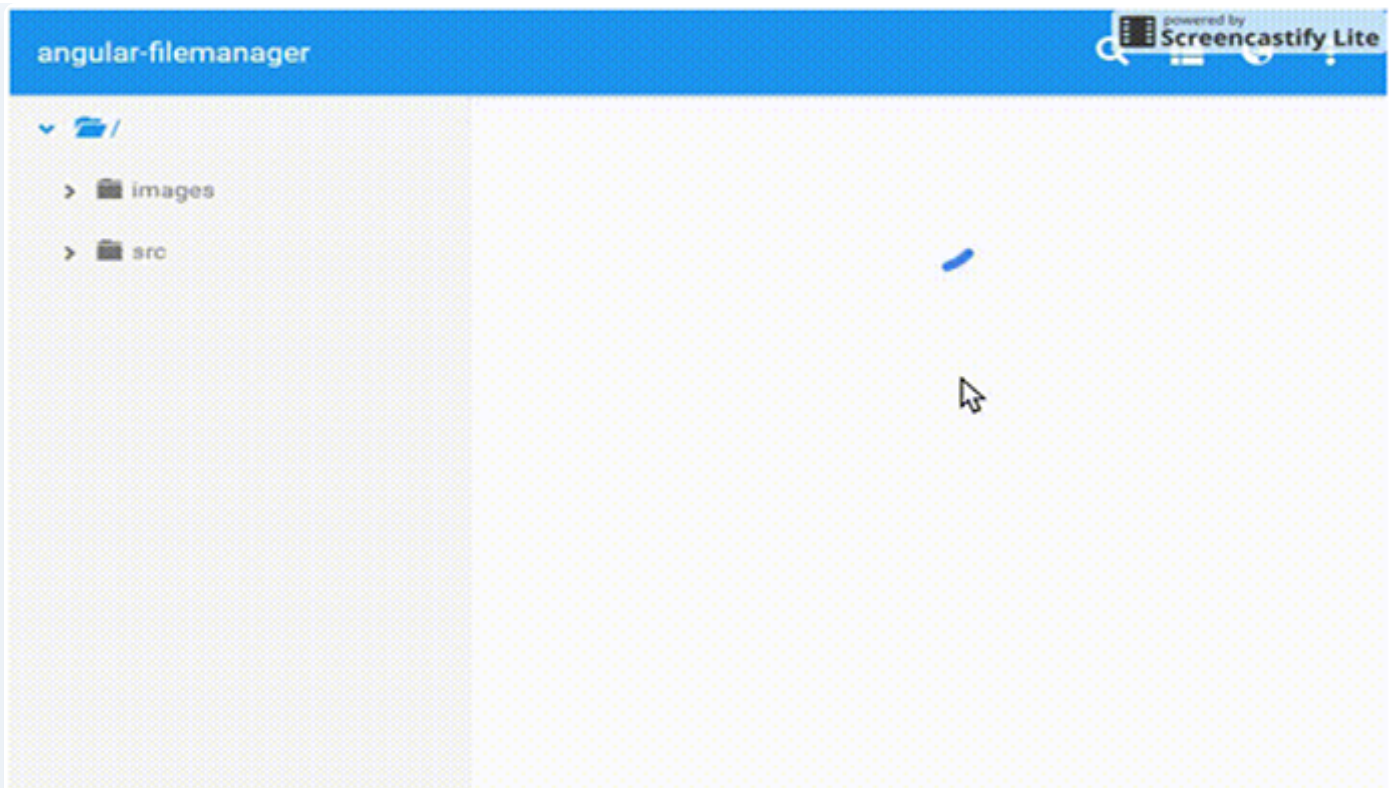 angular-filemanager
powered by
Screencastify Lite
/
images
src